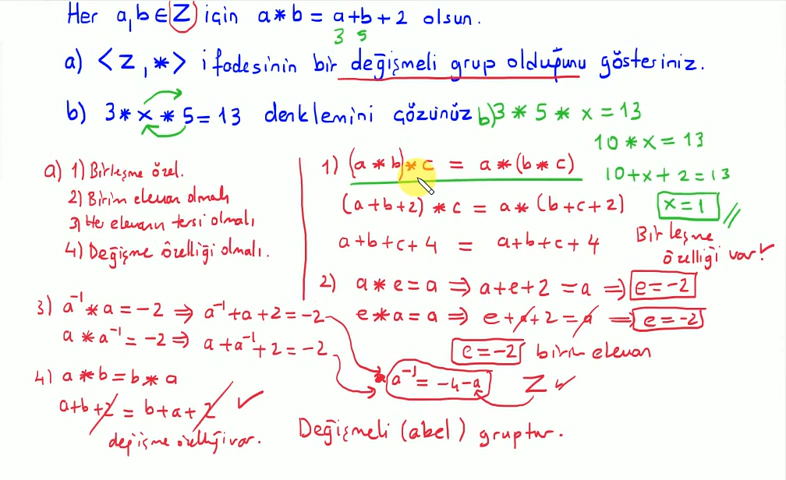 Her a,b ∈ Z için a * b = a+b+2 olsun.
3 5
a) <Z, *> ifadesinin bir değişmeli grup olduğunu gösteriniz.
b) 3 * x * 5 = 13 denklemini çözünüz
b) 3 * 5 * x = 13
10 * x = 13
10+x+2=13
x=1
a) 1) Birleşme özel.
2) Birim eleman olmalı
3) Her elemanın tersi olmalı
4) Değişme özelliği olmalı.
1) (a * b) * c = a * (b * c)
(a+b+2) * c = a * (b+c+2)
a+b+c+4 = a+b+c+4
Birleşme
özelliği var.
2) a * e = a ⇒ a+e+2 = a ⇒ e=-2
e * a = a ⇒ e+a+2 = a ⇒ e=-2
e=-2 birim eleman
3) a⁻¹ * a = -2 ⇒ a⁻¹+a+2=-2
a * a⁻¹ = -2 ⇒ a+a⁻¹+2=-2
* a⁻¹ = -4-a Z ✓
4) a * b = b * a
a+b+2 = b+a+2 ✓
değişme özelliği var.
Değişmeli (abel) gruptur.